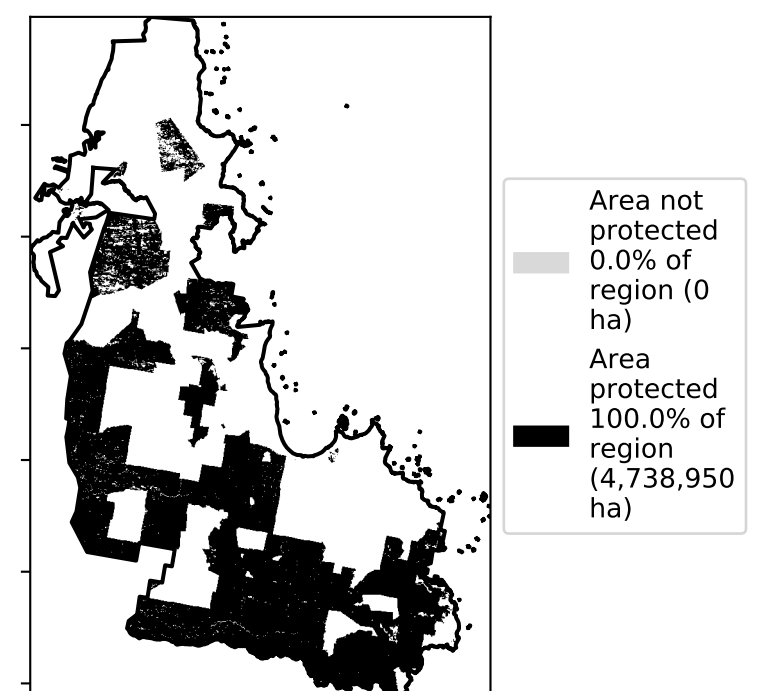 Area not
protected
0.0% of
region (0
ha)
Area
protected
100.0% of
region
(4,738,950
ha)